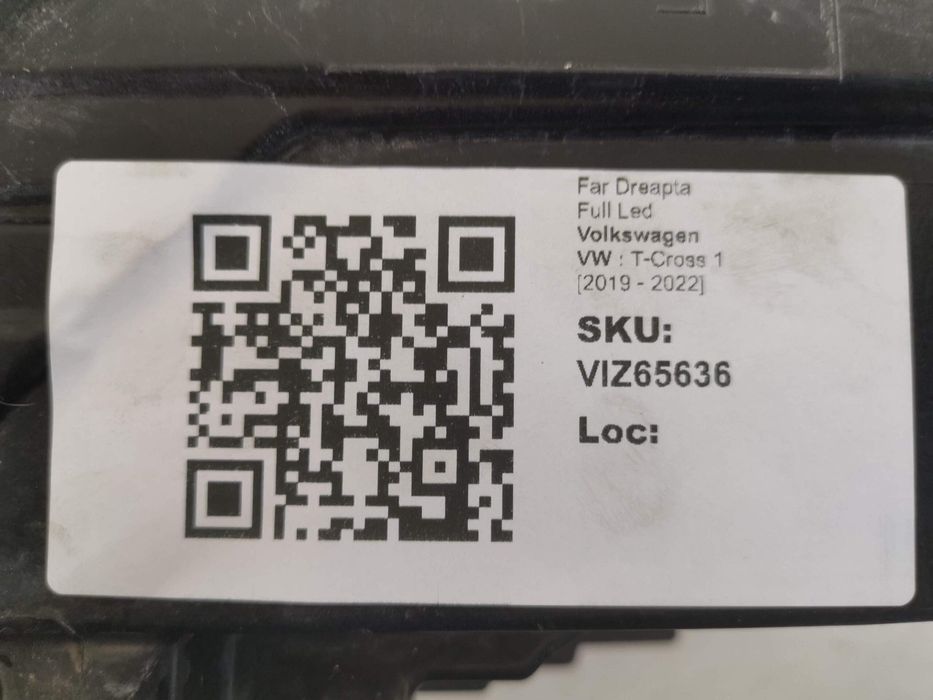 Far Dreapta
Full Led
Volkswagen
VW : T-Cross 1
[2019 - 2022]
SKU:
VIZ65636
Loc: